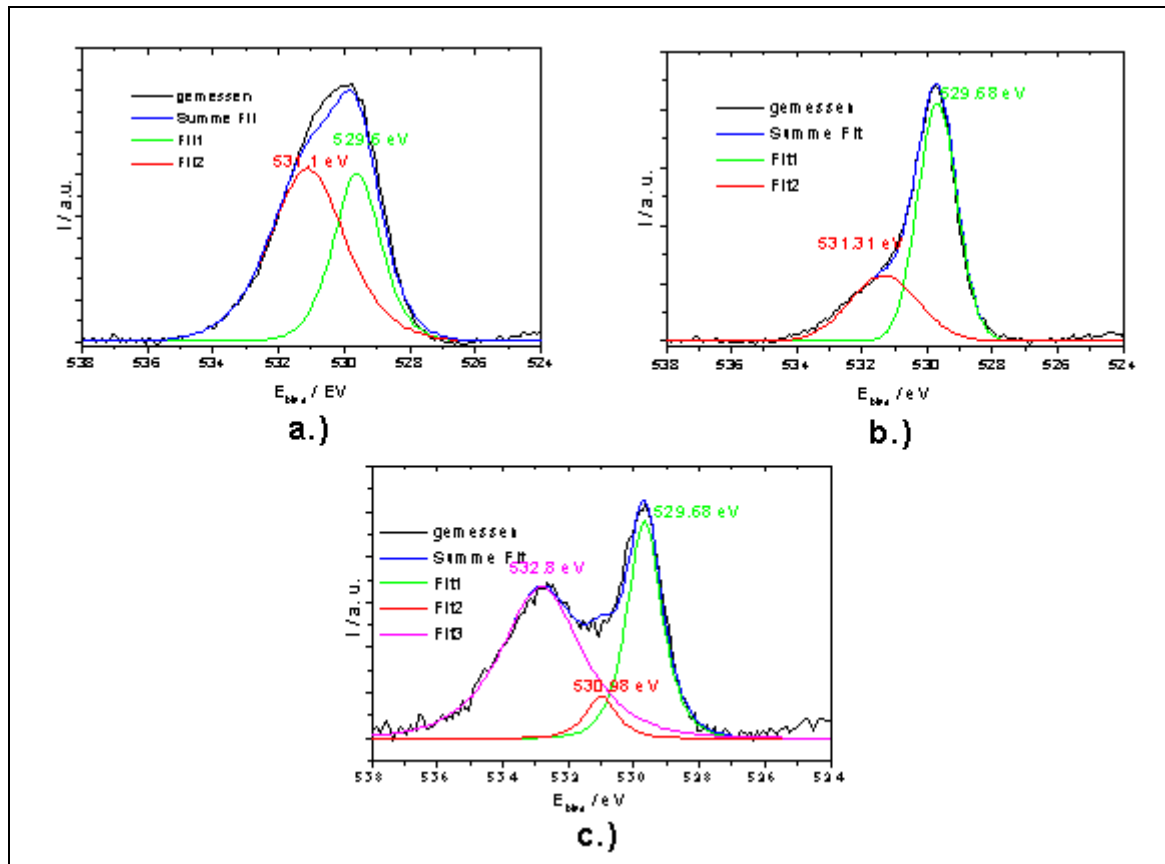 gemessen
Summe Fit
Fit1
Fit2
529.6 eV
531.1 eV
I / a.u.
538 536 534 532 530 528 526 524
E bind / EV
a.)
gemessen
Summe Fit
Fit1
Fit2
529.68 eV
531.31 eV
I / a.u.
538 536 534 532 530 528 526 524
E bind / eV
b.)
gemessen
Summe Fit
Fit1
Fit2
Fit3
529.68 eV
532.8 eV
530.98 eV
I / a.u.
538 536 534 532 530 528 526 524
E bind / eV
c.)